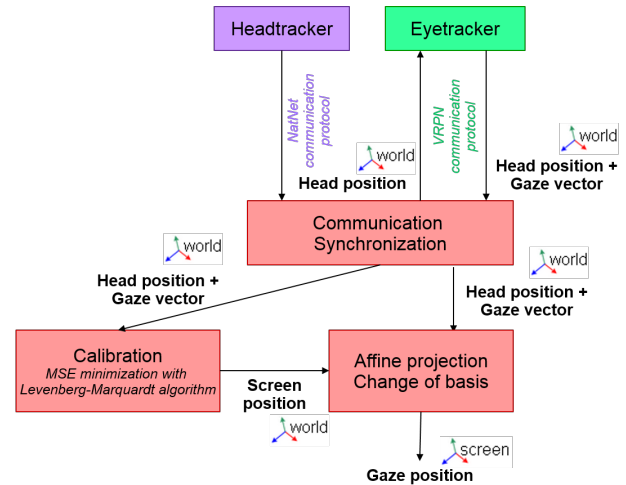 Headtracker
Eyetracker
NatNet
communication
protocol
VRPN
communication
protocol
world
Head position
world
Head position +
Gaze vector
Communication
Synchronization
world
Head position +
Gaze vector
world
Head position +
Gaze vector
Calibration
MSE minimization with
Levenberg-Marquardt algorithm
Screen
position
world
Affine projection
Change of basis
screen
Gaze position